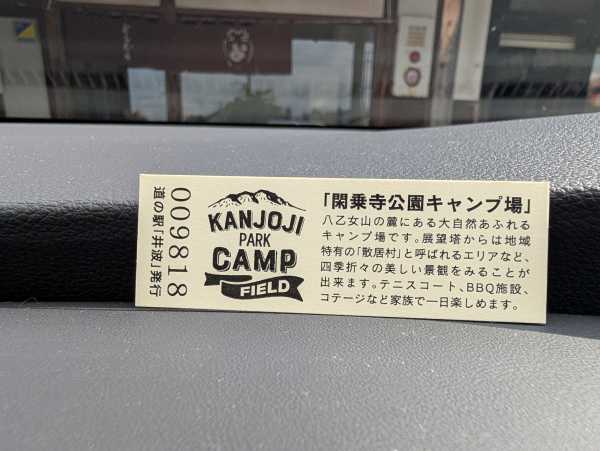 道の駅「井波」発行
009818
KANJOJI
PARK
CAMP
FIELD
「閑乗寺公園キャンプ場」
八乙女山の麓にある大自然あふれる
キャンプ場です。展望塔からは地域
特有の「散居村」と呼ばれるエリアなど、
四季折々の美しい景観をみることが
出来ます。テニスコート、BBQ施設、
コテージなど家族で一日楽しめます。